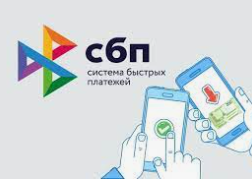 сбп
система быстрых
платежей